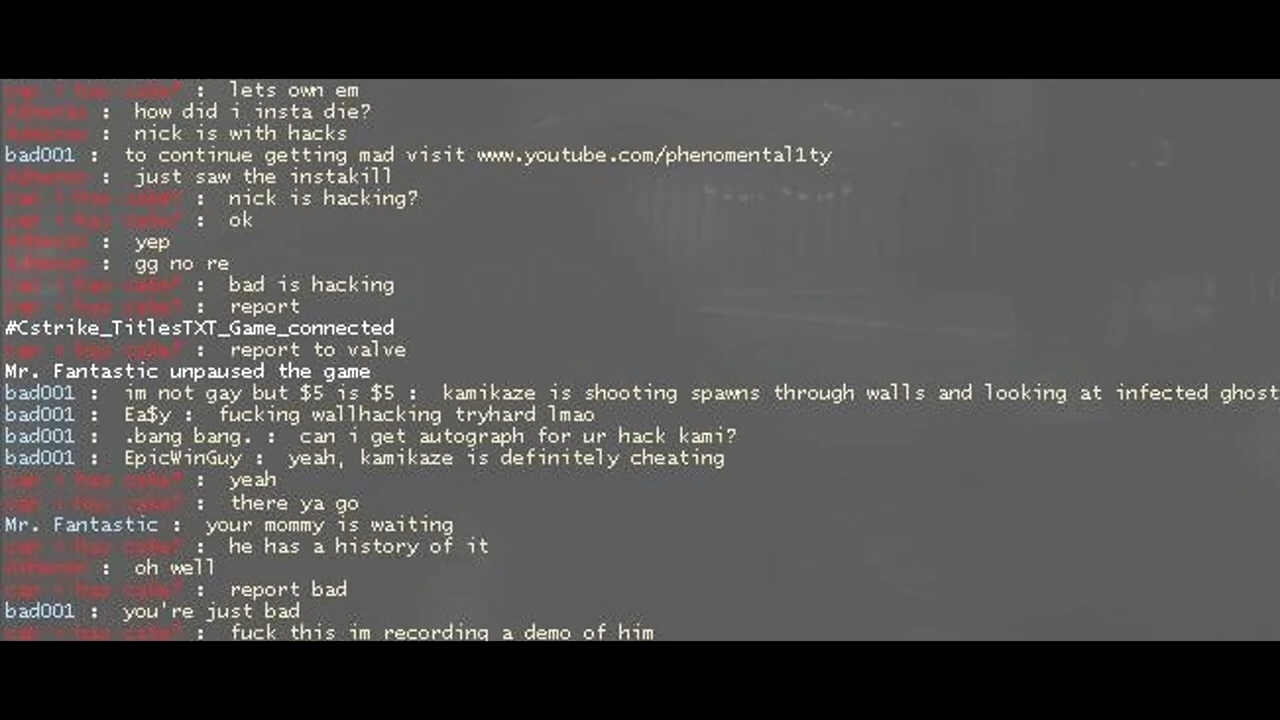 : lets own em
: how did i insta die?
: nick is with hacks
bad001 : to continue getting mad visit www.youtube.com/phenomental1ty
: just saw the instakill
: nick is hacking?
: ok
: yep
: gg no re
: bad is hacking
: report
#Cstrike_TitlesTXT_Game_connected
: report to valve
Mr. Fantastic unpaused the game
bad001 : im not gay but $5 is $5 : kamikaze is shooting spawns through walls and looking at infected ghost
bad001 : Ea$y : fucking wallhacking tryhard lmao
bad001 : .bang bang. : can i get autograph for ur hack kami?
bad001 : EpicWinGuy : yeah, kamikaze is definitely cheating
: yeah
: there ya go
Mr. Fantastic : your mommy is waiting
: he has a history of it
: oh well
: report bad
bad001 : you're just bad
: fuck this im recording a demo of him